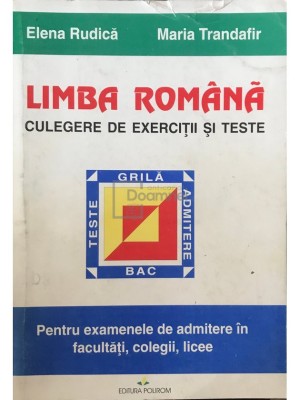 Elena Rudică Maria Trandafir
LIMBA ROMÂNĂ
CULEGERE DE EXERCIȚII ȘI TESTE
GRILĂ
TESTE
ADMITERE
BAC
Pentru examenele de admitere în
facultăți, colegii, licee
EDITURA POLIROM